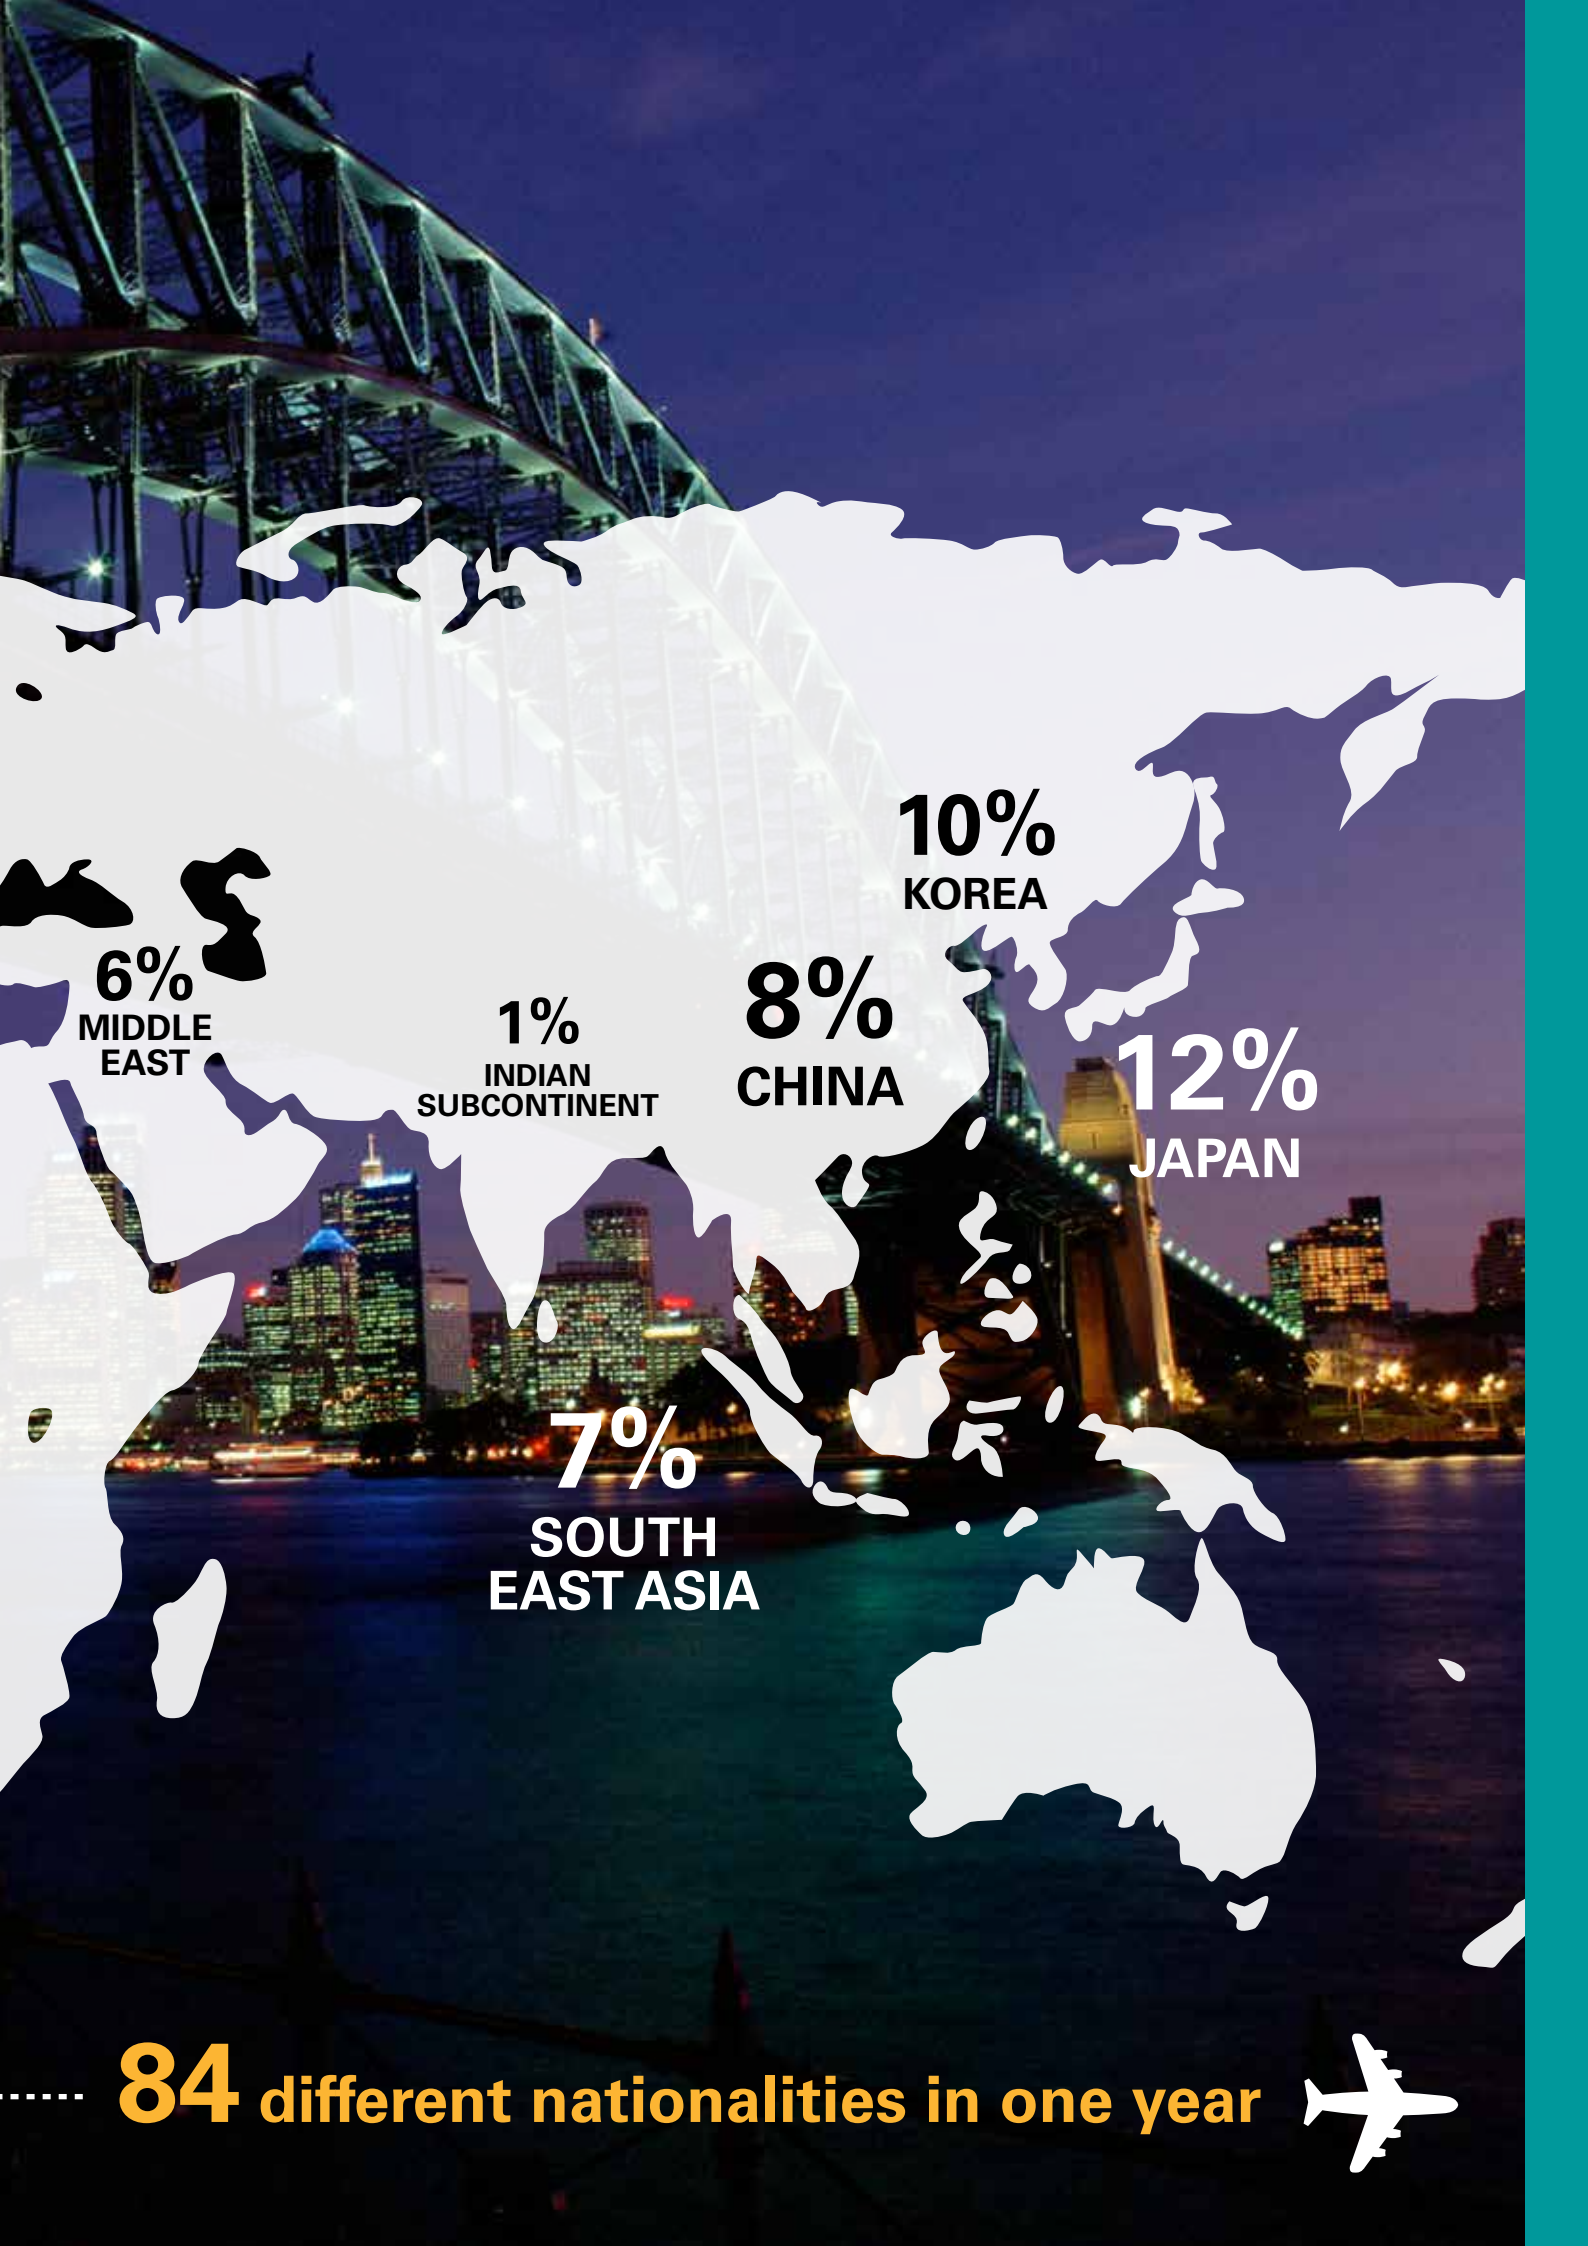 10%
KOREA
6%
MIDDLE
EAST
1%
INDIAN
SUBCONTINENT
8%
CHINA
12%
JAPAN
7%
SOUTH
EAST ASIA
84 different nationalities in one year